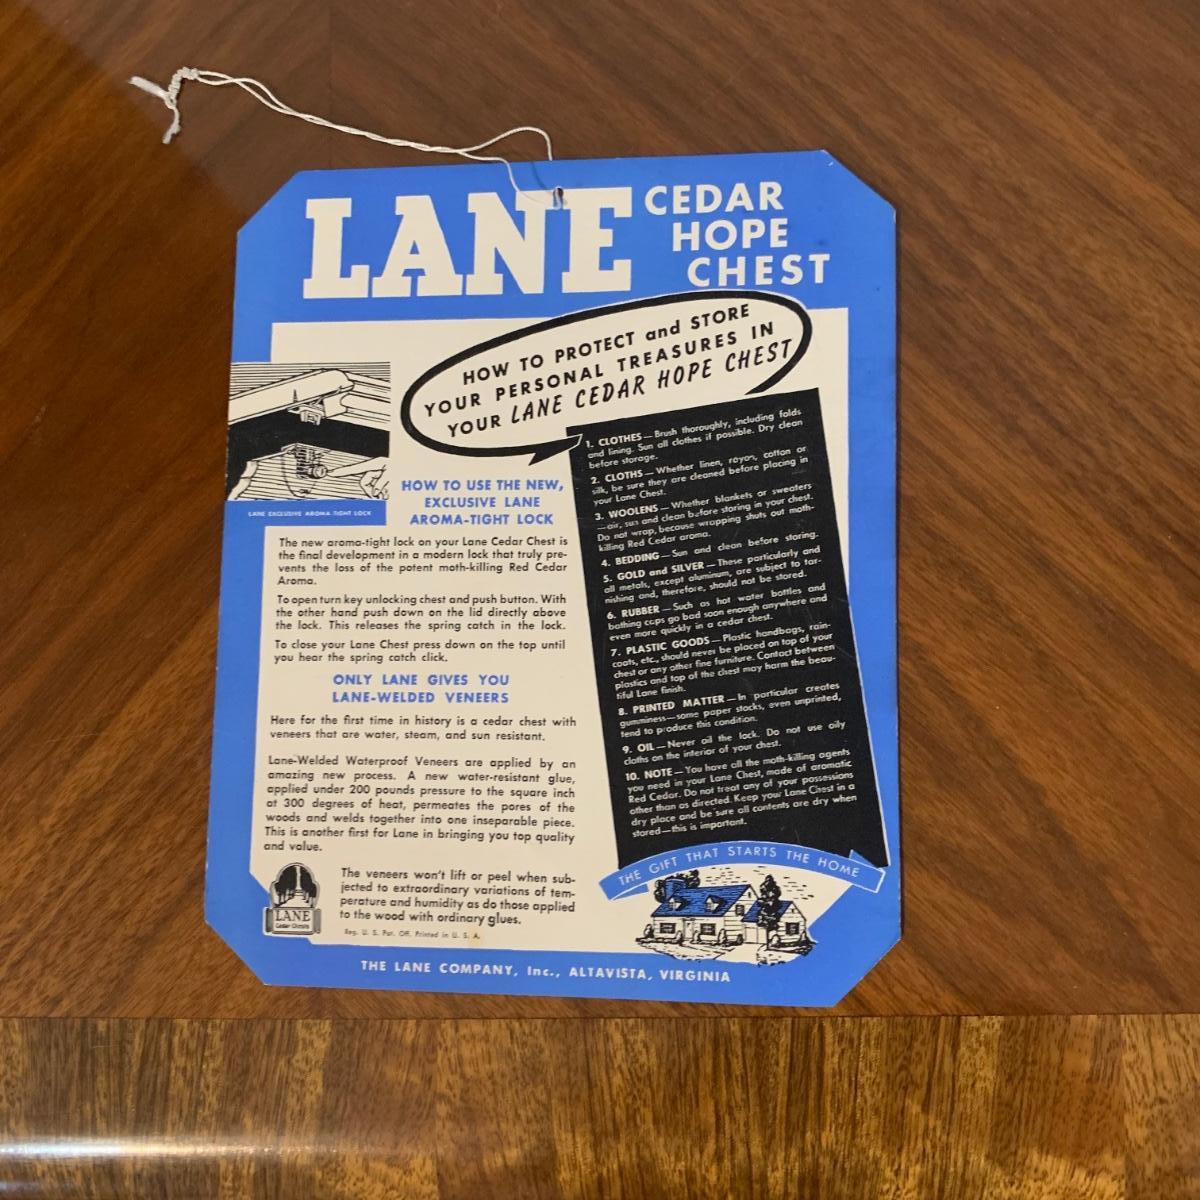 LANE CEDAR
HOPE
CHEST
HOW TO PROTECT and STORE
YOUR PERSONAL TREASURES IN
YOUR LANE CEDAR HOPE CHEST
LANE EXCLUSIVE AROMA TIGHT LOCK
HOW TO USE THE NEW,
EXCLUSIVE LANE
AROMA-TIGHT LOCK
The new aroma-tight lock on your Lane Cedar Chest is
the final development in a modern lock that truly pre-
vents the loss of the potent moth-killing Red Cedar
Aroma.
To open turn key unlocking chest and push button. With
the other hand push down on the lid directly above
the lock. This releases the spring catch in the lock.
To close your Lane Chest press down on the top until
you hear the spring catch click.
ONLY LANE GIVES YOU
LANE-WELDED VENEERS
Here for the first time in history is a cedar chest with
veneers that are water, steam, and sun resistant.
Lane-Welded Waterproof Veneers are applied by an
amazing new process. A new water-resistant glue,
applied under 200 pounds pressure to the square inch
at 300 degrees of heat, permeates the pores of the
woods and welds together into one inseparable piece.
This is another first for Lane in bringing you top quality
and value.
The veneers won't lift or peel when sub-
jected to extraordinary variations of tem-
perature and humidity as do those applied
to the wood with ordinary glues.
Reg. U. S. Pat. Off. Printed in U. S. A.
LANE
Cedar Chests
1. CLOTHES — Brush thoroughly, including folds
and lining. Sun all clothes if possible. Dry clean
before storage.
2. CLOTHS — Whether linen, rayon, cotton or
silk, be sure they are cleaned before placing in
your Lane Chest.
3. WOOLENS — Whether blankets or sweaters
—air, sun and clean before storing in your chest.
Do not wrap, because wrapping shuts out moth-
killing Red Cedar aroma.
4. BEDDING — Sun and clean before storing.
5. GOLD and SILVER — These particularly and
all metals, except aluminum, are subject to tar-
nishing and, therefore, should not be stored.
6. RUBBER — Such as hot water bottles and
bathing caps go bad soon enough anywhere and
even more quickly in a cedar chest.
7. PLASTIC GOODS — Plastic handbags, rain-
coats, etc., should never be placed on top of your
chest or any other fine furniture. Contact between
plastics and top of the chest may harm the beau-
tiful Lane finish.
8. PRINTED MATTER — In particular creates
gumminess—some paper stocks, even unprinted,
tend to produce this condition.
9. OIL — Never oil the lock. Do not use oily
cloths on the interior of your chest.
10. NOTE — You have all the moth-killing agents
you need in your Lane Chest, made of aromatic
Red Cedar. Do not treat any of your possessions
other than as directed. Keep your Lane Chest in a
dry place and be sure all contents are dry when
stored—this is important.
THE GIFT THAT STARTS THE HOME
THE LANE COMPANY, Inc., ALTAVISTA, VIRGINIA